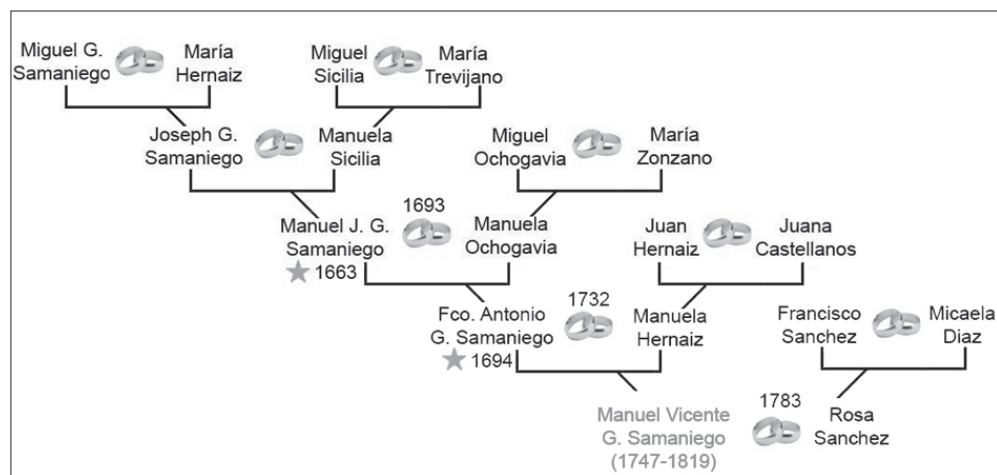 Miguel G.
Samaniego
María
Hernaiz
Miguel
Sicilia
María
Trevijano
Joseph G.
Samaniego
Manuela
Sicilia
Miguel
Ochogavia
María
Zonzano
Manuel J. G.
Samaniego
1663
1693
Manuela
Ochogavia
Juan
Hernaiz
Juana
Castellanos
Fco. Antonio
G. Samaniego
1694
1732
Manuela
Hernaiz
Francisco
Sanchez
Micaela
Diaz
Manuel Vicente
G. Samaniego
(1747-1819)
1783
Rosa
Sanchez